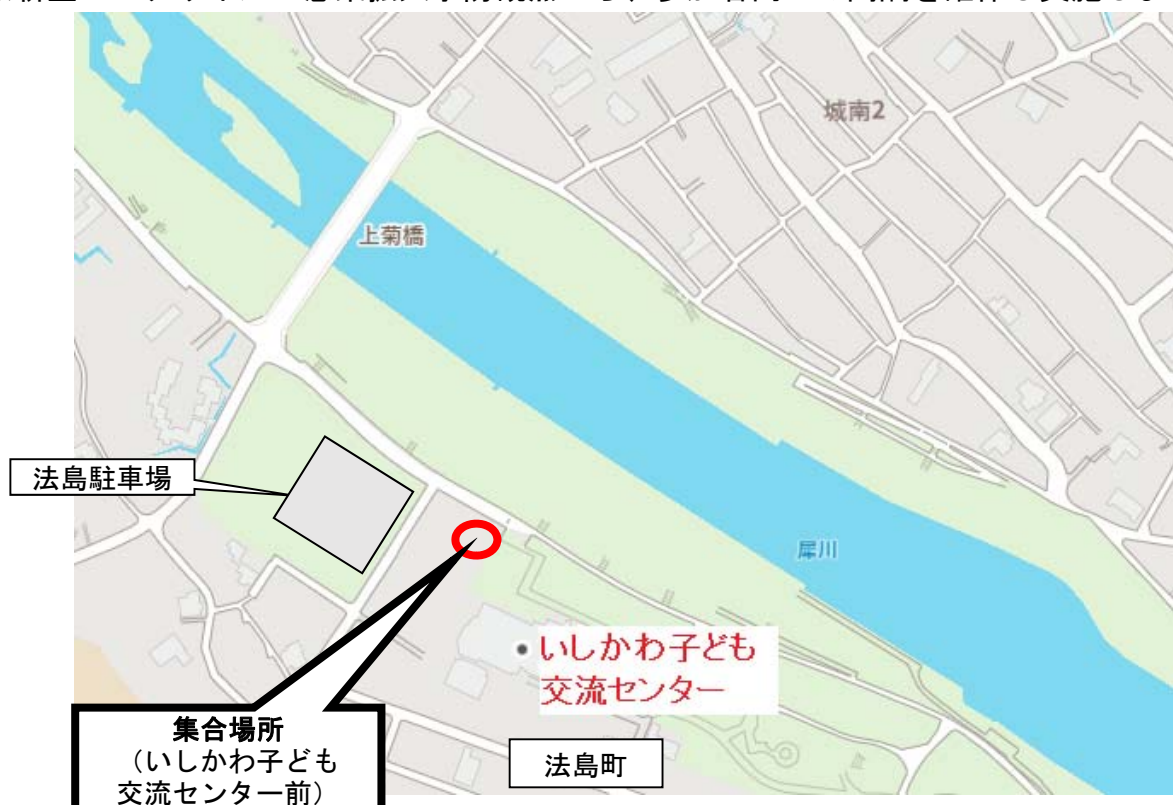 城南2
上菊橋
法島駐車場
犀川
いしかわ子ども
交流センター
集合場所
（いしかわ子ども
交流センター前）
法島町